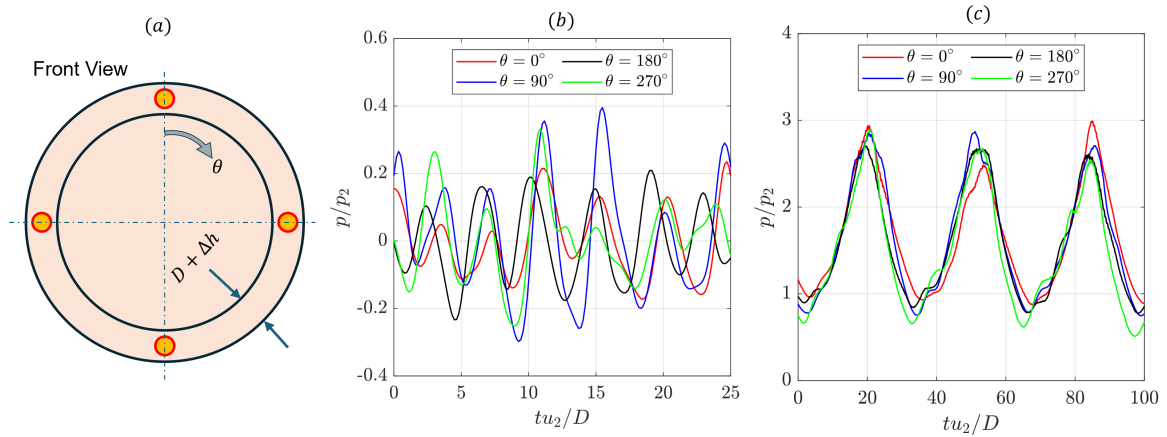 (a)
Front View
θ
D + Δh
(b)
p/p₂
0.6
0.4
0.2
0
-0.2
-0.4
θ = 0° θ = 180°
θ = 90° θ = 270°
0 5 10 15 20 25
tu₂/D
(c)
p/p₂
4
3
2
1
0
θ = 0° θ = 180°
θ = 90° θ = 270°
0 20 40 60 80 100
tu₂/D